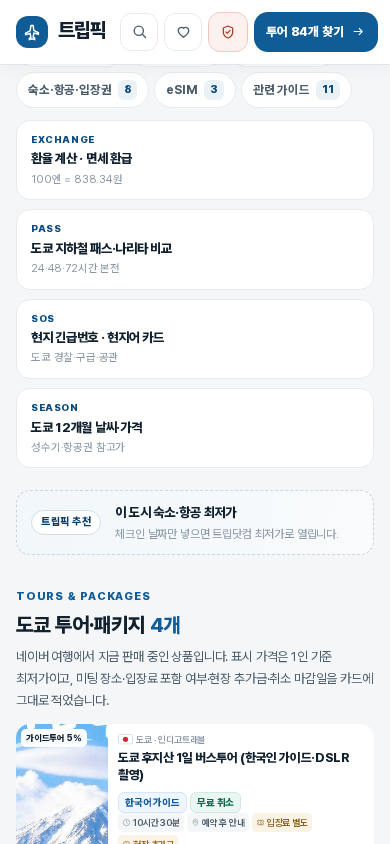 트립픽
투어 84개 찾기 →
숙소·항공·입장권 8
eSIM 3
관련 가이드 11
EXCHANGE
환율 계산 · 면세 환급
100엔 = 838.34원
PASS
도쿄 지하철 패스·나리타 비교
24·48·72시간 본전
SOS
현지 긴급번호 · 현지어 카드
도쿄 경찰·구급·공관
SEASON
도쿄 12개월 날씨·가격
성수기·항공권 참고가
트립픽 추천
이 도시 숙소·항공 최저가
체크인 날짜만 넣으면 트립닷컴 최저가로 열립니다.
TOURS & PACKAGES
도쿄 투어·패키지 4개
네이버 여행에서 지금 판매 중인 상품입니다. 표시 가격은 1인 기준
최저가이고, 미팅 장소·입장료 포함 여부·현장 추가금·취소 마감일을 카드에
그대로 적었습니다.
가이드투어 5%
도쿄 · 인디고트래블
도쿄 후지산 1일 버스투어 (한국인 가이드·DSLR
촬영)
한국어 가이드
무료 취소
10시간 30분
예약 후 안내
입장료 별도